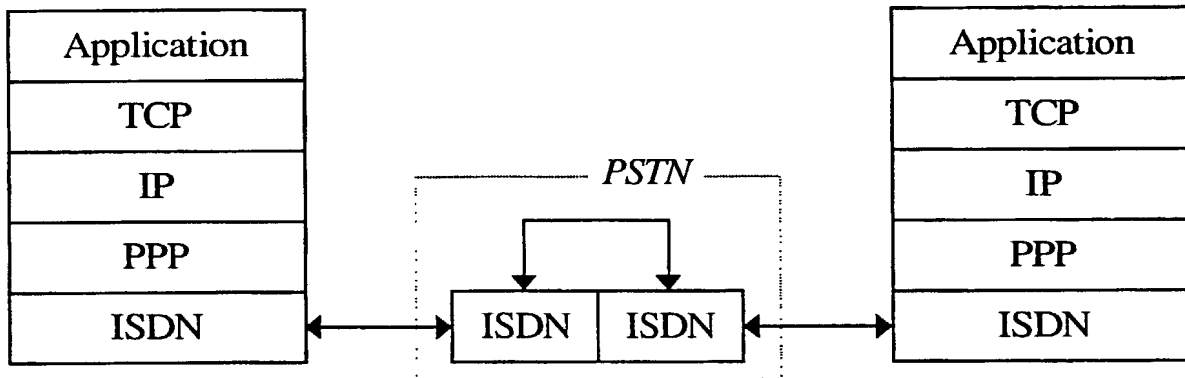 Application
TCP
IP
PPP
ISDN
PSTN
ISDN
ISDN
Application
TCP
IP
PPP
ISDN